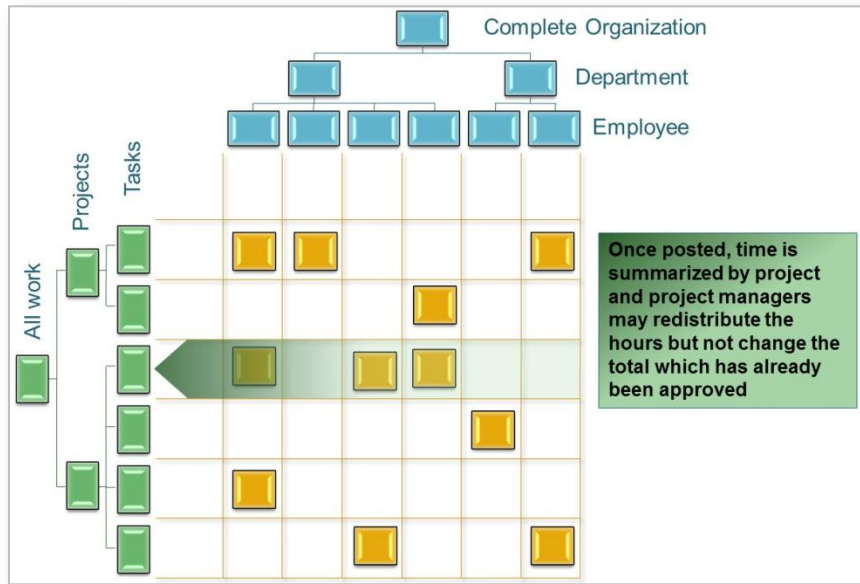 Complete Organization
Department
Employee
All work
Projects
Tasks
Once posted, time is
summarized by project
and project managers
may redistribute the
hours but not change the
total which has already
been approved